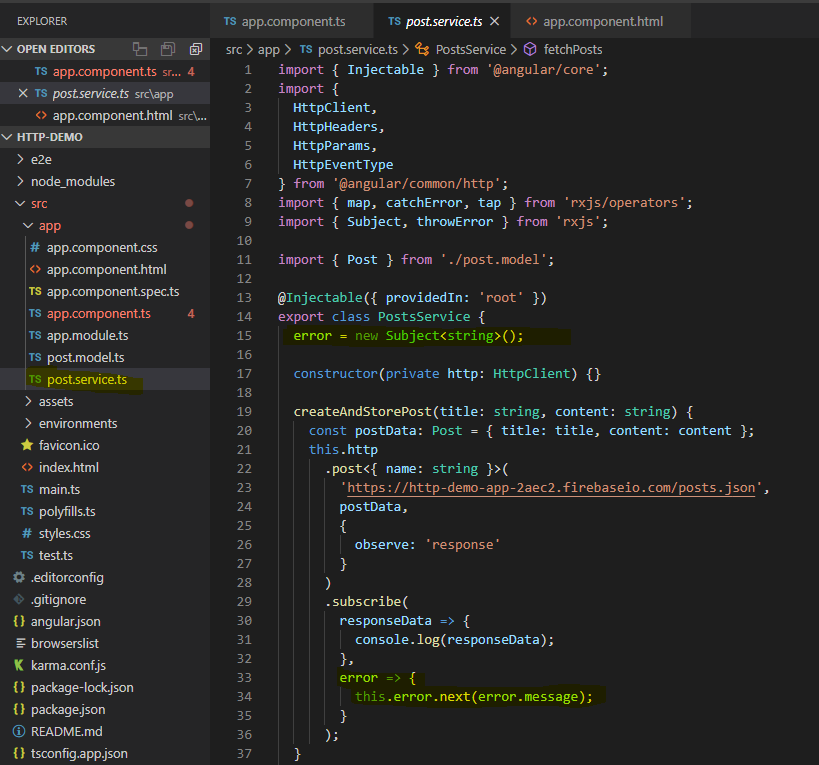 EXPLORER
OPEN EDITORS
TS app.component.ts sr... 4
TS post.service.ts src\app
<> app.component.html src\...
HTTP-DEMO
e2e
node_modules
src
app
# app.component.css
<> app.component.html
TS app.component.spec.ts
TS app.component.ts 4
TS app.module.ts
TS post.model.ts
TS post.service.ts
assets
environments
favicon.ico
<> index.html
TS main.ts
TS polyfills.ts
# styles.css
TS test.ts
.editorconfig
.gitignore
{} angular.json
browserslist
karma.conf.js
{} package-lock.json
{} package.json
README.md
{} tsconfig.app.json
TS app.component.ts
TS post.service.ts
<> app.component.html
src > app > TS post.service.ts > PostsService > fetchPosts
1 import { Injectable } from '@angular/core';
2 import {
3 HttpClient,
4 HttpHeaders,
5 HttpParams,
6 HttpEventType
7 } from '@angular/common/http';
8 import { map, catchError, tap } from 'rxjs/operators';
9 import { Subject, throwError } from 'rxjs';
10
11 import { Post } from './post.model';
12
13 @Injectable({ providedIn: 'root' })
14 export class PostsService {
15 error = new Subject<string>();
16
17 constructor(private http: HttpClient) {}
18
19 createAndStorePost(title: string, content: string) {
20 const postData: Post = { title: title, content: content };
21 this.http
22 .post<{ name: string }>(
23 'https://http-demo-app-2aec2.firebaseio.com/posts.json',
24 postData,
25 {
26 observe: 'response'
27 }
28 )
29 .subscribe(
30 responseData => {
31 console.log(responseData);
32 },
33 error => {
34 this.error.next(error.message);
35 }
36 );
37 }